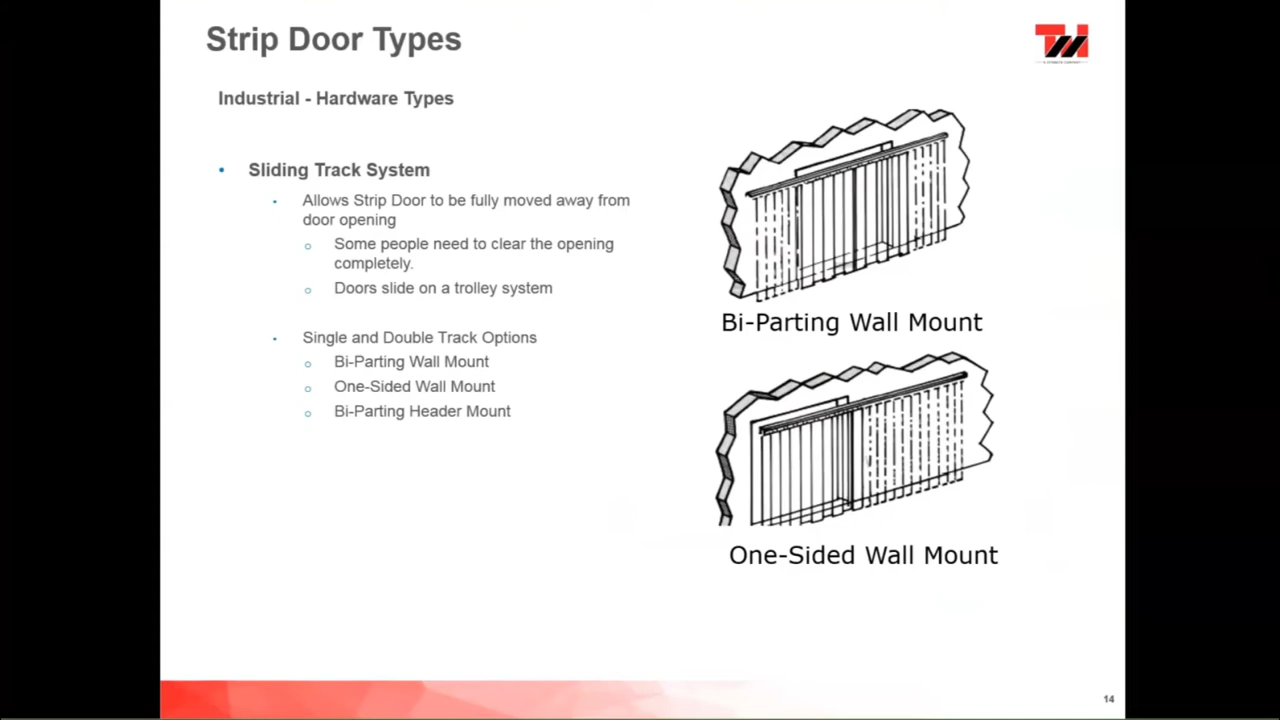 Strip Door Types
Industrial - Hardware Types
• Sliding Track System
• Allows Strip Door to be fully moved away from
door opening
o Some people need to clear the opening
completely.
o Doors slide on a trolley system
• Single and Double Track Options
o Bi-Parting Wall Mount
o One-Sided Wall Mount
o Bi-Parting Header Mount
Bi-Parting Wall Mount
One-Sided Wall Mount
14